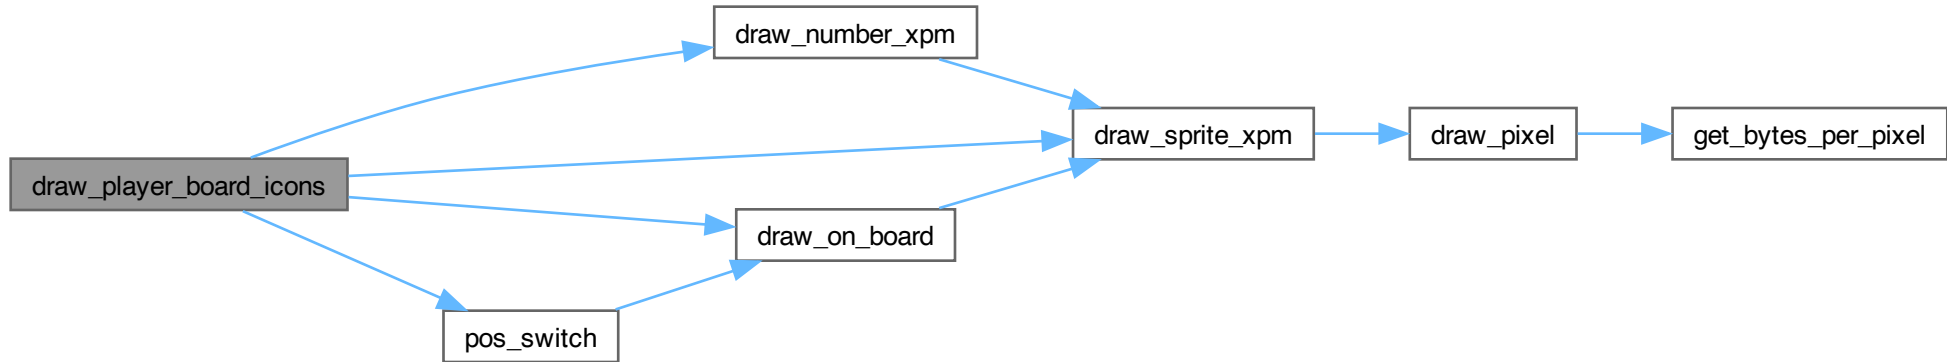 draw_number_xpm
draw_sprite_xpm
draw_pixel
get_bytes_per_pixel
draw_player_board_icons
draw_on_board
pos_switch